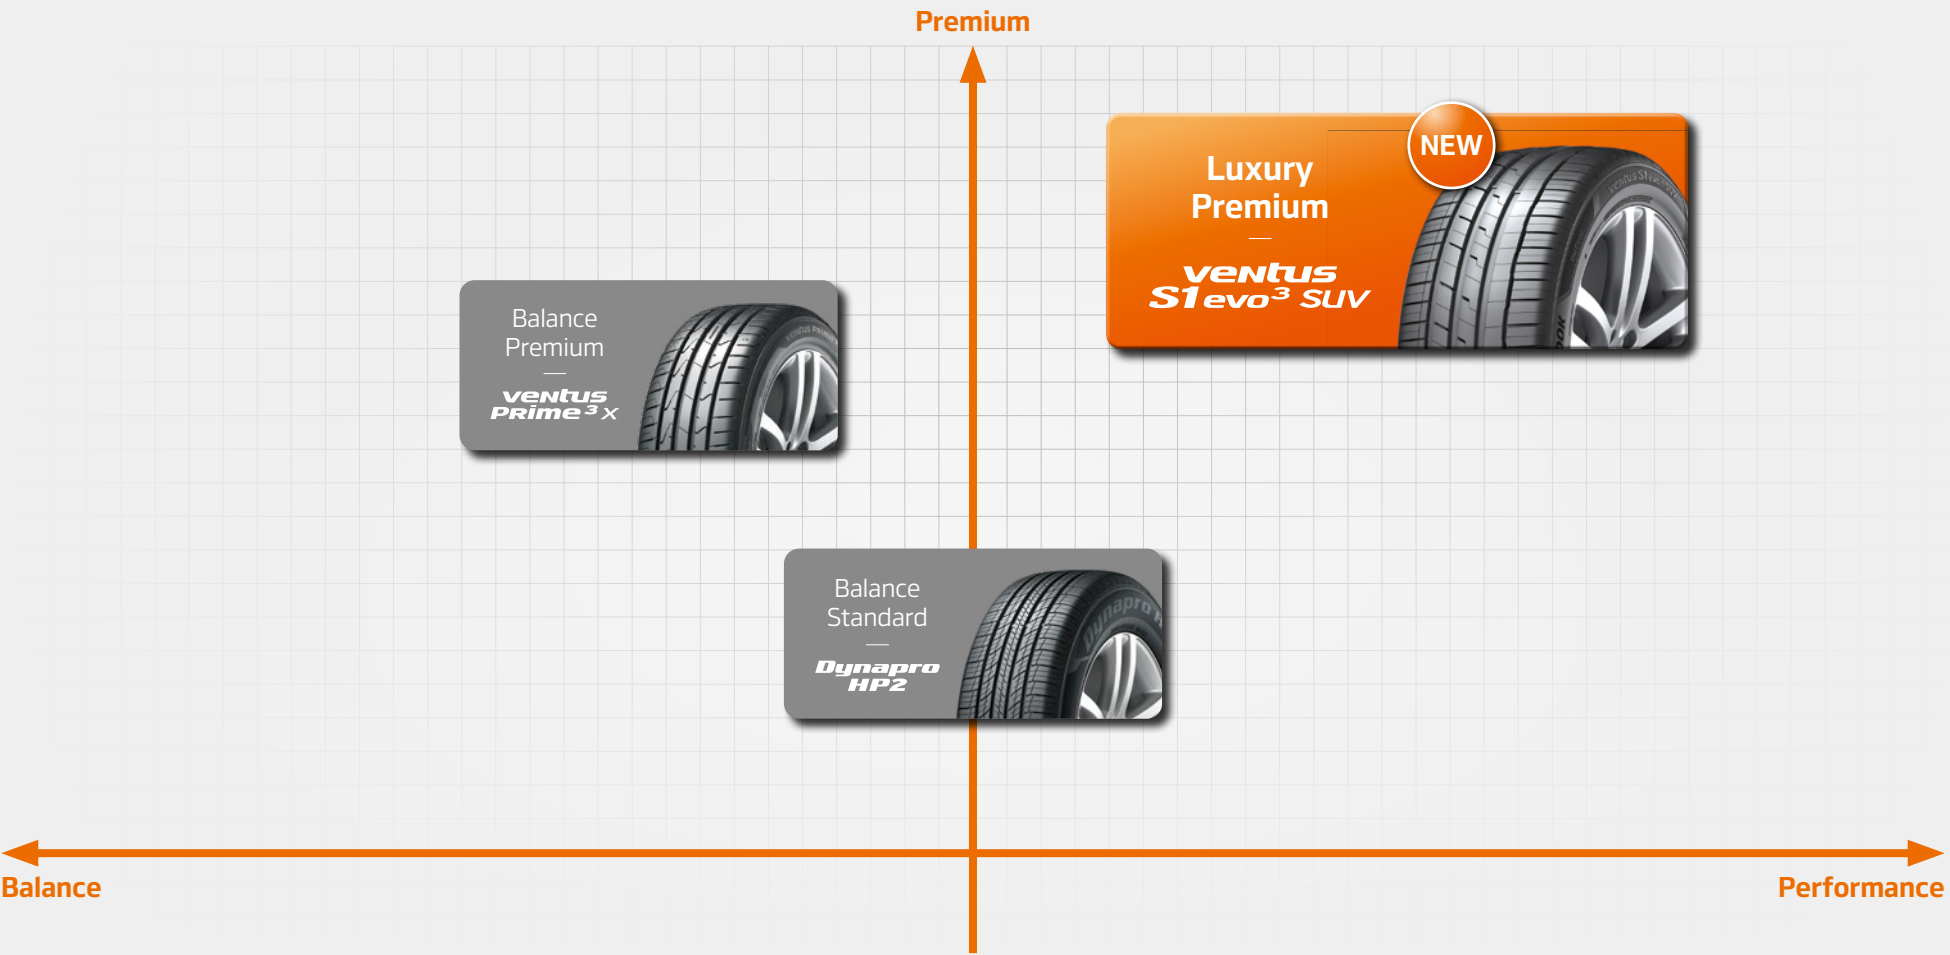 Premium
NEW
Luxury
Premium
ventus
S1 evo³ SUV
Balance
Premium
ventus
PRime³ X
Balance
Standard
Dynapro
HP2
Balance
Performance